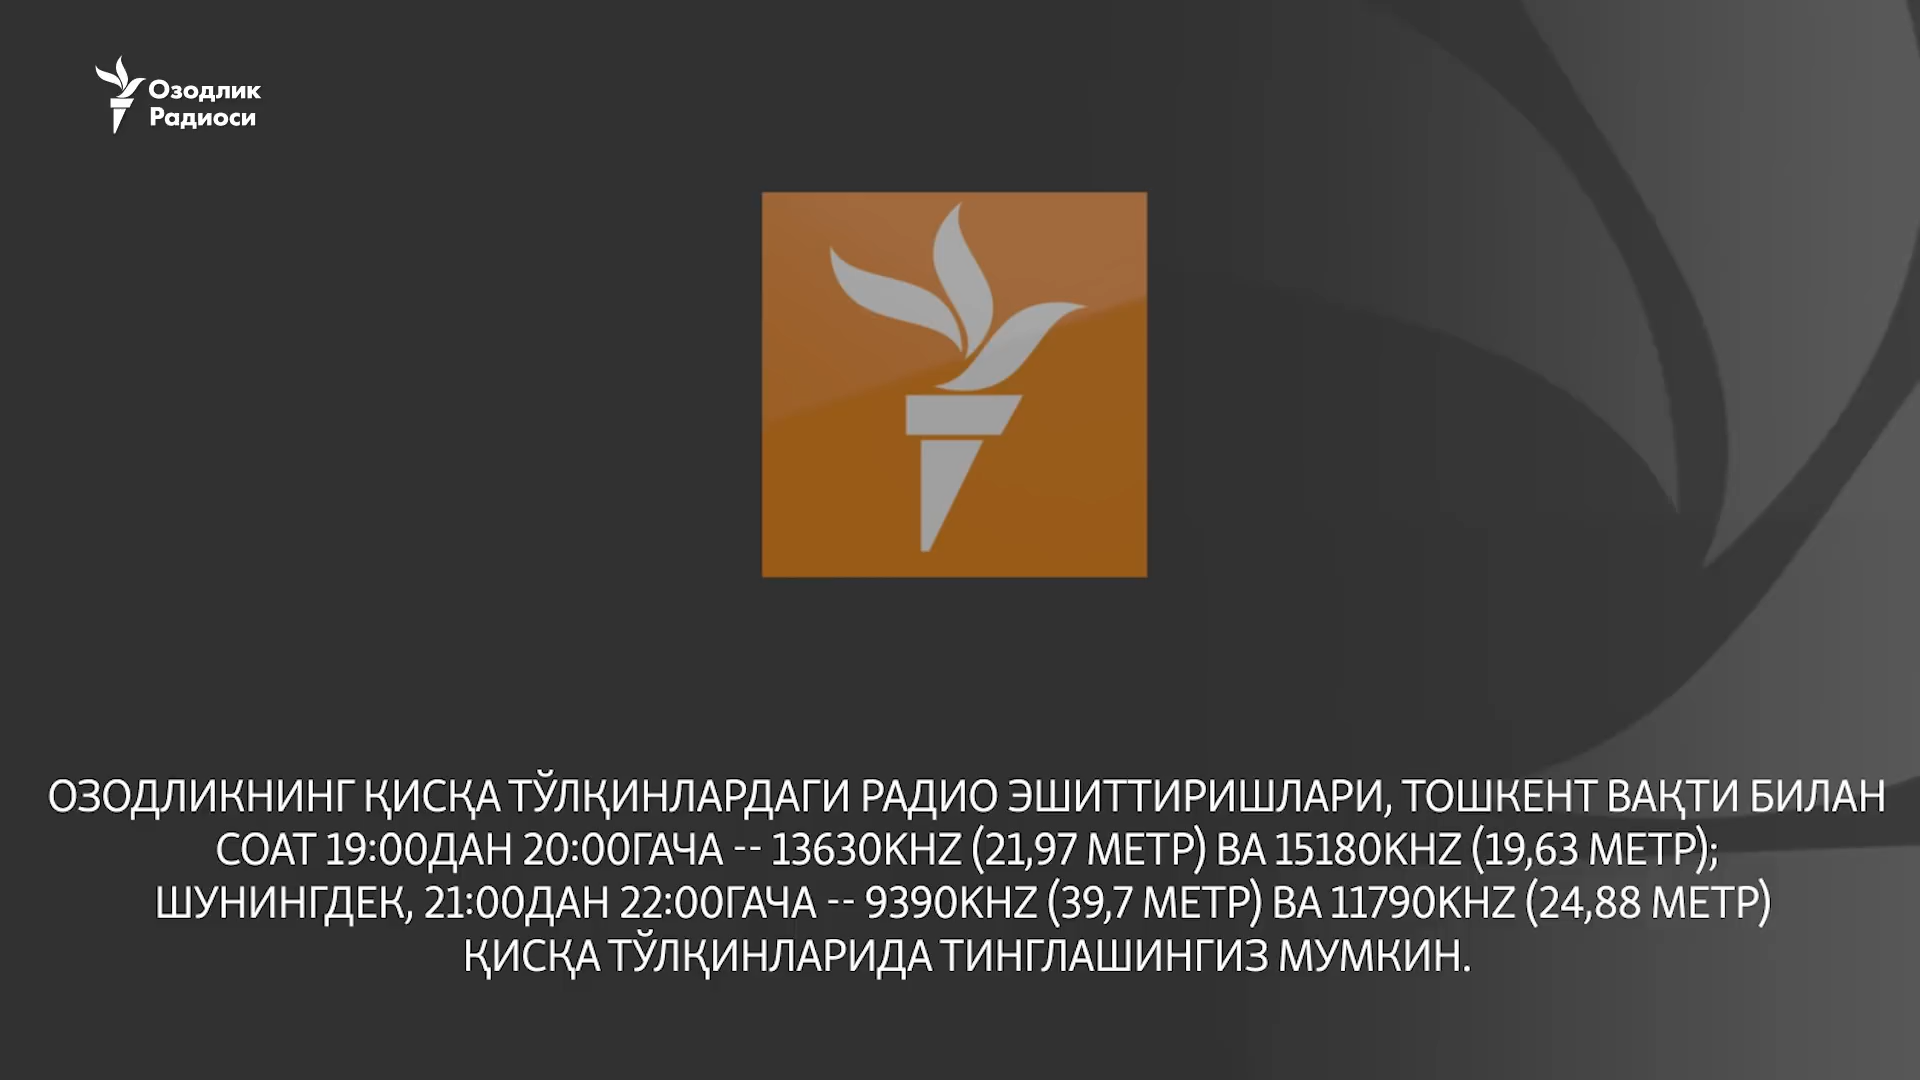 Озодлик
Радиоси
ОЗОДЛИКНИНГ ҚИСҚА ТЎЛҚИНЛАРДАГИ РАДИО ЭШИТТИРИШЛАРИ, ТОШКЕНТ ВАҚТИ БИЛАН
СОАТ 19:00ДАН 20:00ГАЧА -- 13630KHZ (21,97 МЕТР) ВА 15180KHZ (19,63 МЕТР);
ШУНИНГДЕК, 21:00ДАН 22:00ГАЧА -- 9390KHZ (39,7 МЕТР) ВА 11790KHZ (24,88 МЕТР)
ҚИСҚА ТЎЛҚИНЛАРИДА ТИНГЛАШИНГИЗ МУМКИН.